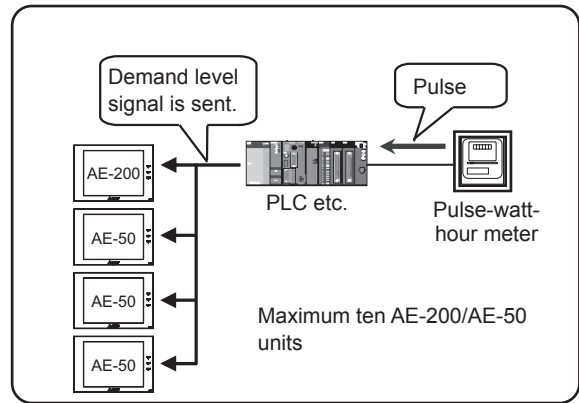 Demand level
signal is sent.
Pulse
AE-200
AE-50
AE-50
AE-50
PLC etc.
Pulse-watt-
hour meter
Maximum ten AE-200/AE-50
units